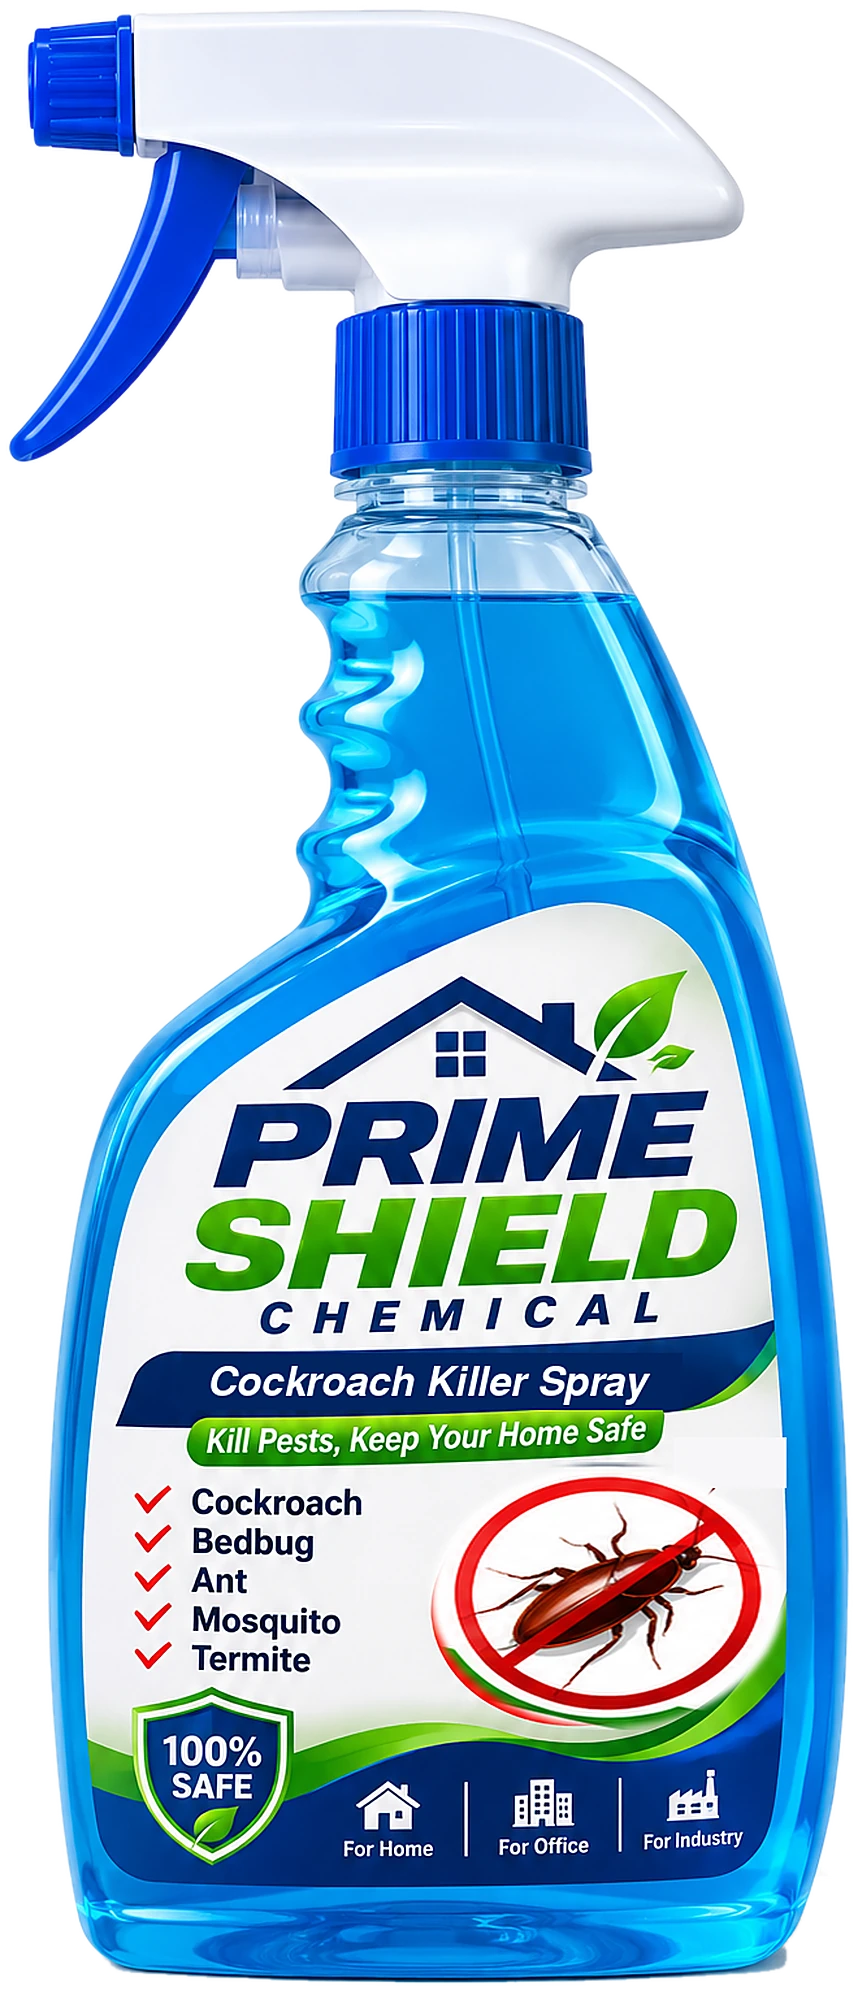 PRIME
SHIELD
CHEMICAL
Cockroach Killer Spray
Kill Pests, Keep Your Home Safe
Cockroach
Bedbug
Ant
Mosquito
Termite
100%
SAFE
For Home
For Office
For Industry